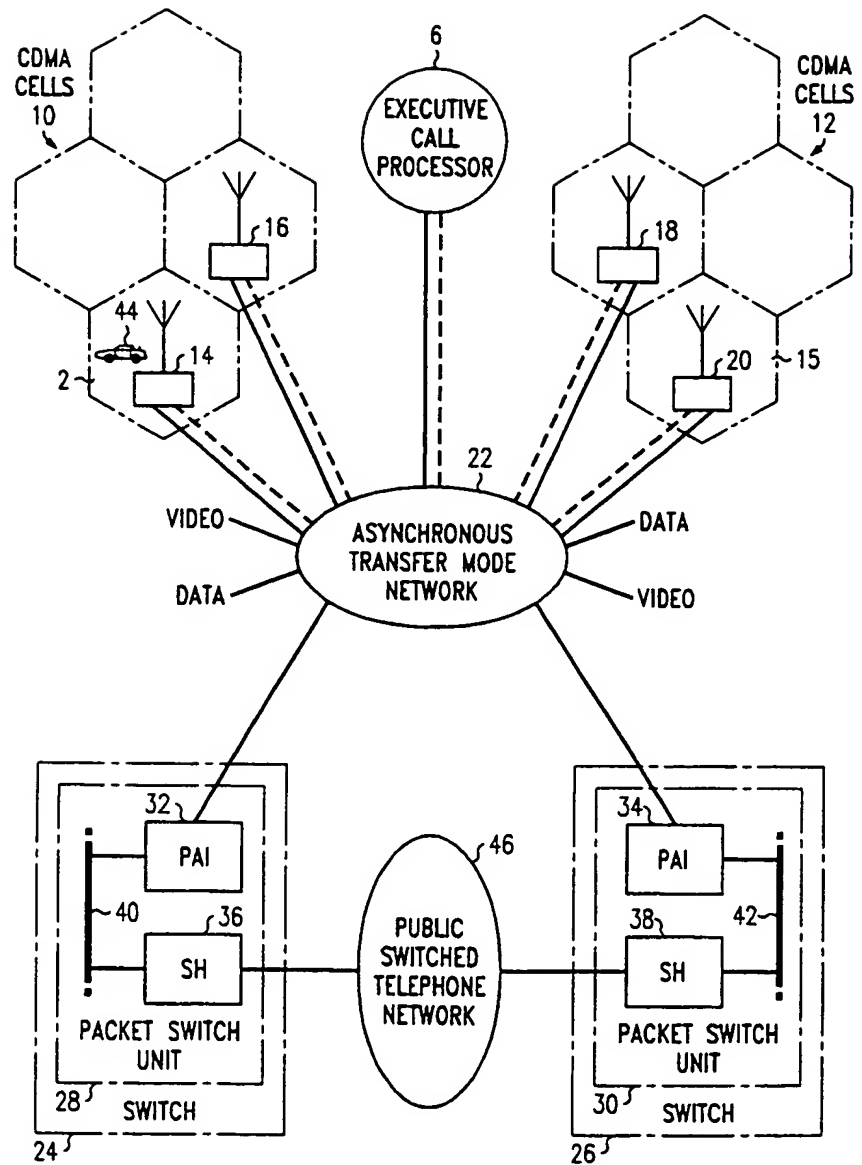 CDMA
CELLS
10
6
EXECUTIVE
CALL
PROCESSOR
CDMA
CELLS
12
16
18
44
2
14
20
15
22
VIDEO
DATA
ASYNCHRONOUS
TRANSFER MODE
NETWORK
DATA
VIDEO
32
PAI
40
36
SH
PACKET SWITCH
UNIT
28
SWITCH
24
46
PUBLIC
SWITCHED
TELEPHONE
NETWORK
34
PAI
42
38
SH
PACKET SWITCH
UNIT
30
SWITCH
26